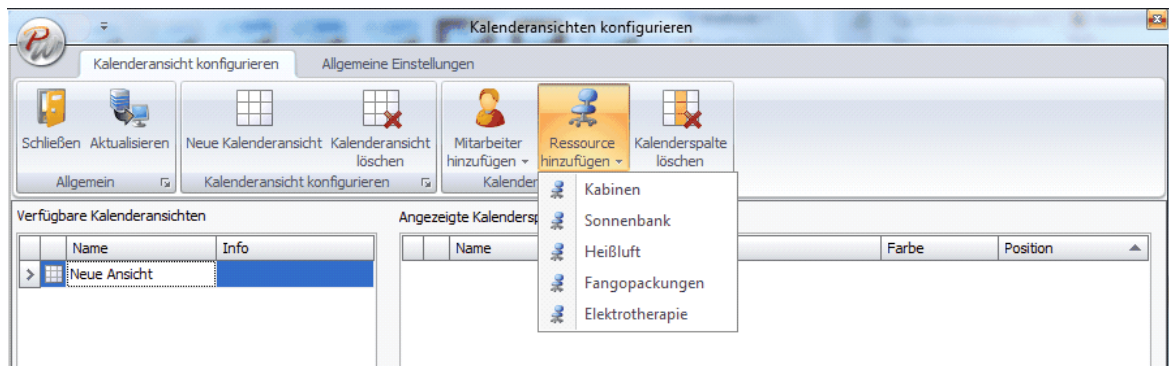 Kalenderansichten konfigurieren
PW
Kalenderansicht konfigurieren Allgemeine Einstellungen
Schließen Aktualisieren Neue Kalenderansicht Kalenderansicht löschen Mitarbeiter hinzufügen Ressource hinzufügen Kalenderspalte löschen
Allgemein Kalenderansicht konfigurieren Kalender
Kabinen
Sonnenbank
Heißluft
Fangopackungen
Elektrotherapie
Verfügbare Kalenderansichten
Name Info
Neue Ansicht
Angezeigte Kalendersp
Name Farbe Position